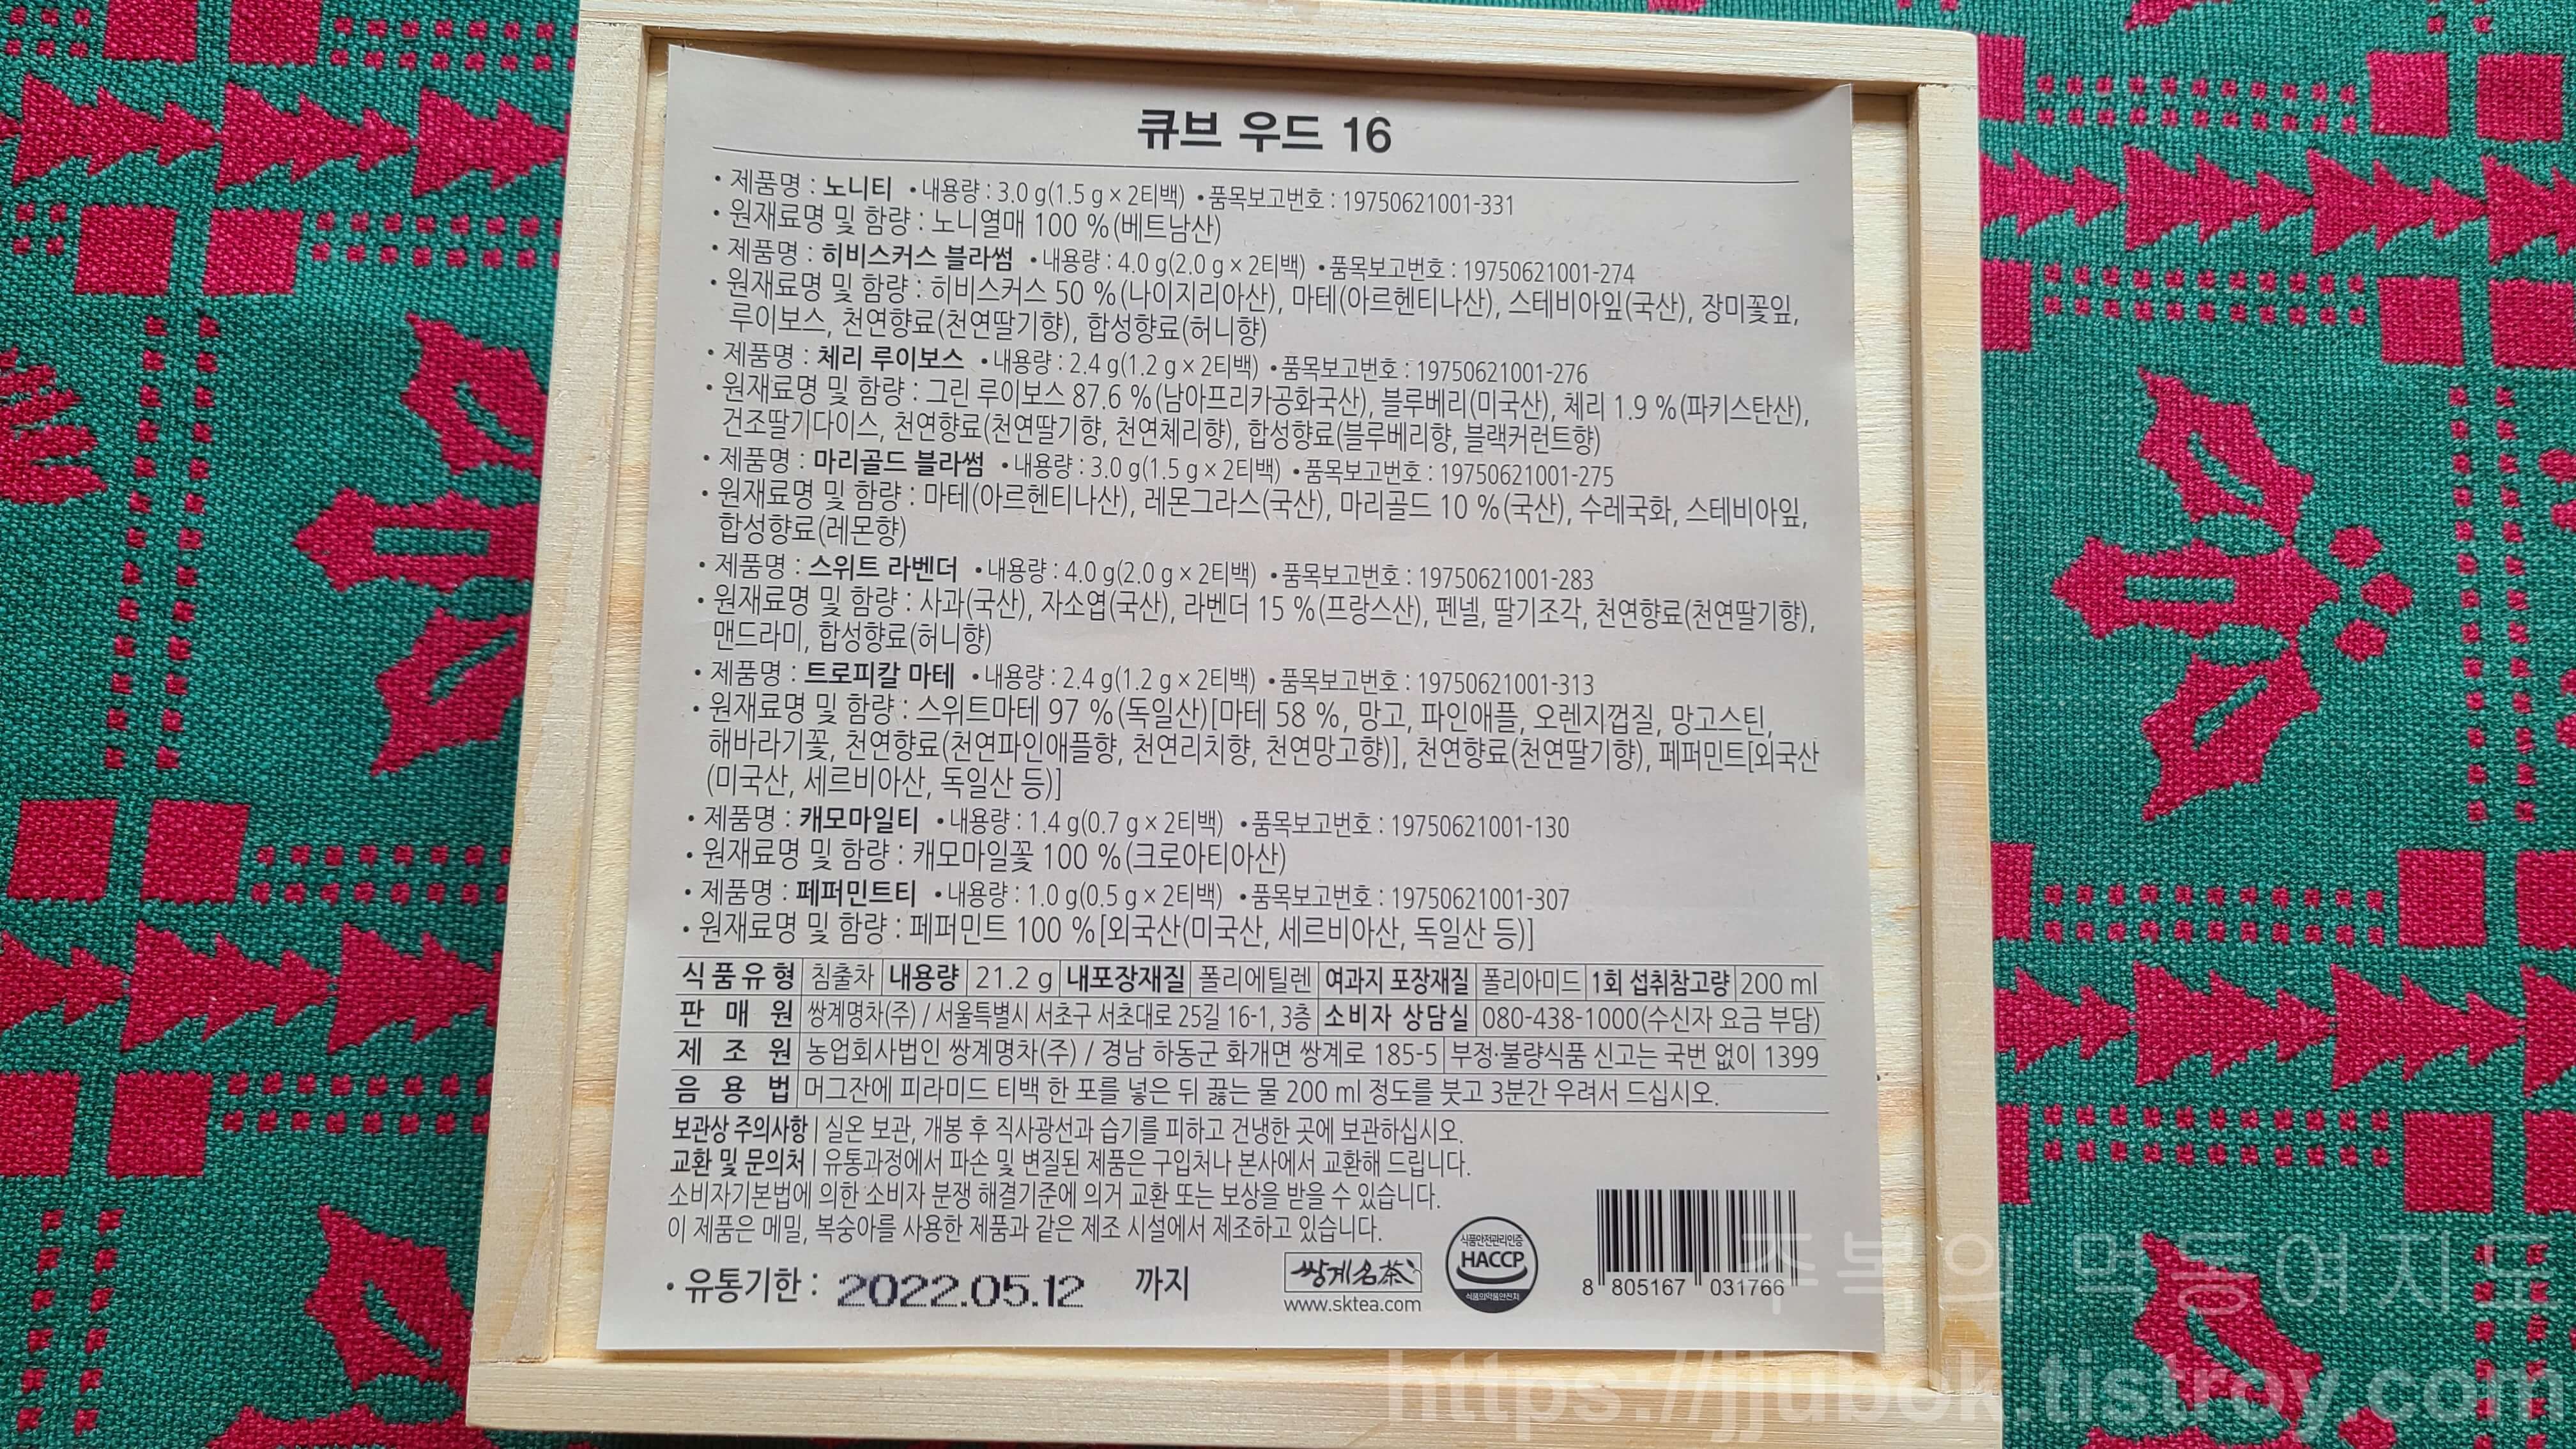 큐브 우드 16
• 제품명 : 노니티 • 내용량 : 3.0 g(1.5 g × 2티백) • 품목보고번호 : 19750621001-331
• 원재료명 및 함량 : 노니열매 100 %(베트남산)
• 제품명 : 히비스커스 블라썸 • 내용량 : 4.0 g(2.0 g × 2티백) • 품목보고번호 : 19750621001-274
• 원재료명 및 함량 : 히비스커스 50 %(나이지리아산), 마테(아르헨티나산), 스테비아잎(국산), 장미꽃잎,
루이보스, 천연향료(천연딸기향), 합성향료(허니향)
• 제품명 : 체리 루이보스 • 내용량 : 2.4 g(1.2 g × 2티백) • 품목보고번호 : 19750621001-276
• 원재료명 및 함량 : 그린 루이보스 87.6 %(남아프리카공화국산), 블루베리(미국산), 체리 1.9 %(파키스탄산),
건조딸기다이스, 천연향료(천연딸기향, 천연체리향), 합성향료(블루베리향, 블랙커런트향)
• 제품명 : 마리골드 블라썸 • 내용량 : 3.0 g(1.5 g × 2티백) • 품목보고번호 : 19750621001-275
• 원재료명 및 함량 : 마테(아르헨티나산), 레몬그라스(국산), 마리골드 10 %(국산), 수레국화, 스테비아잎,
합성향료(레몬향)
• 제품명 : 스위트 라벤더 • 내용량 : 4.0 g(2.0 g × 2티백) • 품목보고번호 : 19750621001-283
• 원재료명 및 함량 : 사과(국산), 자소엽(국산), 라벤더 15 %(프랑스산), 펜넬, 딸기조각, 천연향료(천연딸기향),
맨드라미, 합성향료(허니향)
• 제품명 : 트로피칼 마테 • 내용량 : 2.4 g(1.2 g × 2티백) • 품목보고번호 : 19750621001-313
• 원재료명 및 함량 : 스위트마테 97 %(독일산)[마테 58 %, 망고, 파인애플, 오렌지껍질, 망고스틴,
해바라기꽃, 천연향료(천연파인애플향, 천연리치향, 천연망고향)], 천연향료(천연딸기향), 페퍼민트[외국산
(미국산, 세르비아산, 독일산 등)]
• 제품명 : 캐모마일티 • 내용량 : 1.4 g(0.7 g × 2티백) • 품목보고번호 : 19750621001-130
• 원재료명 및 함량 : 캐모마일꽃 100 %(크로아티아산)
• 제품명 : 페퍼민트티 • 내용량 : 1.0 g(0.5 g × 2티백) • 품목보고번호 : 19750621001-307
• 원재료명 및 함량 : 페퍼민트 100 %[외국산(미국산, 세르비아산, 독일산 등)]
식품유형 침출차 내용량 21.2 g 내포장재질 폴리에틸렌 여과지 포장재질 폴리아미드 1회 섭취참고량 200 ml
판 매 원 쌍계명차(주) / 서울특별시 서초구 서초대로 25길 16-1, 3층 소비자 상담실 080-438-1000(수신자 요금 부담)
제 조 원 농업회사법인 쌍계명차(주) / 경남 하동군 화개면 쌍계로 185-5 부정·불량식품 신고는 국번 없이 1399
음 용 법 머그잔에 피라미드 티백 한 포를 넣은 뒤 끓는 물 200 ml 정도를 붓고 3분간 우려서 드십시오.
보관상 주의사항 | 실온 보관, 개봉 후 직사광선과 습기를 피하고 건냉한 곳에 보관하십시오.
교환 및 문의처 | 유통과정에서 파손 및 변질된 제품은 구입처나 본사에서 교환해 드립니다.
소비자기본법에 의한 소비자 분쟁 해결기준에 의거 교환 또는 보상을 받을 수 있습니다.
이 제품은 메밀, 복숭아를 사용한 제품과 같은 제조 시설에서 제조하고 있습니다.
• 유통기한 : 2022.05.12 까지
쌍계名茶
www.sktea.com
식품안전관리인증
HACCP
식품의약품안전처
8 805167 031766
주복의 먹놀여지도
https://jjubok.tistroy.com